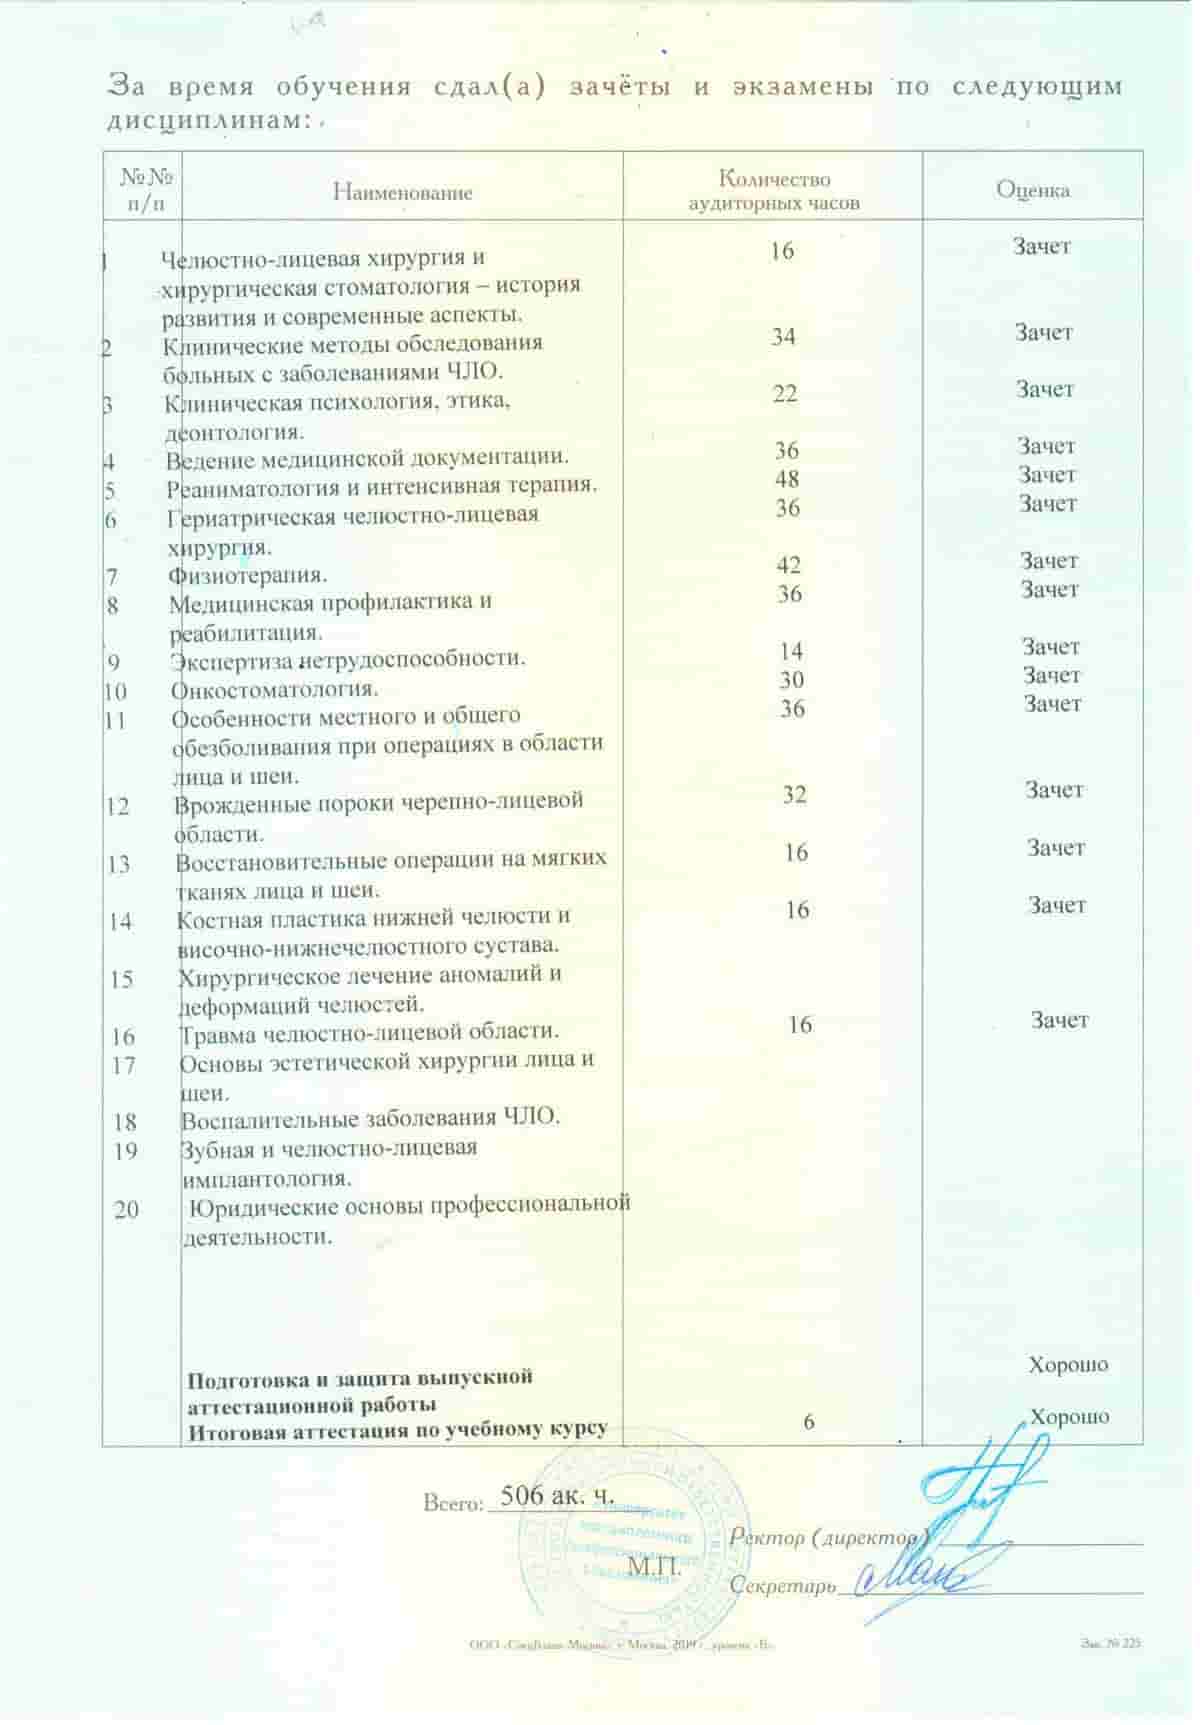 За время обучения сдал(а) зачёты и экзамены по следующим
дисциплинам:
№№ п/п Наименование Количество аудиторных часов Оценка
1 Челюстно-лицевая хирургия и 16 Зачет
хирургическая стоматология – история
развития и современные аспекты.
2 Клинические методы обследования 34 Зачет
больных с заболеваниями ЧЛО.
3 Клиническая психология, этика, 22 Зачет
деонтология.
4 Ведение медицинской документации. 36 Зачет
5 Реаниматология и интенсивная терапия. 48 Зачет
6 Гериатрическая челюстно-лицевая 36 Зачет
хирургия.
7 Физиотерапия. 42 Зачет
8 Медицинская профилактика и 36 Зачет
реабилитация.
9 Экспертиза нетрудоспособности. 14 Зачет
10 Онкостоматология. 30 Зачет
11 Особенности местного и общего 36 Зачет
обезболивания при операциях в области
лица и шеи.
12 Врожденные пороки черепно-лицевой 32 Зачет
области.
13 Восстановительные операции на мягких 16 Зачет
тканях лица и шеи.
14 Костная пластика нижней челюсти и 16 Зачет
височно-нижнечелюстного сустава.
15 Хирургическое лечение аномалий и
деформаций челюстей.
16 Травма челюстно-лицевой области. 16 Зачет
17 Основы эстетической хирургии лица и
шеи.
18 Воспалительные заболевания ЧЛО.
19 Зубная и челюстно-лицевая
имплантология.
20 Юридические основы профессиональной
деятельности.
Подготовка и защита выпускной Хорошо
аттестационной работы
Итоговая аттестация по учебному курсу 6 Хорошо
Всего: 506 ак. ч.
Ректор (директор)
М.П.
Секретарь
ООО «СпецБланк-Москва», г. Москва, 2019 г., уровень «В» Зак. № 225